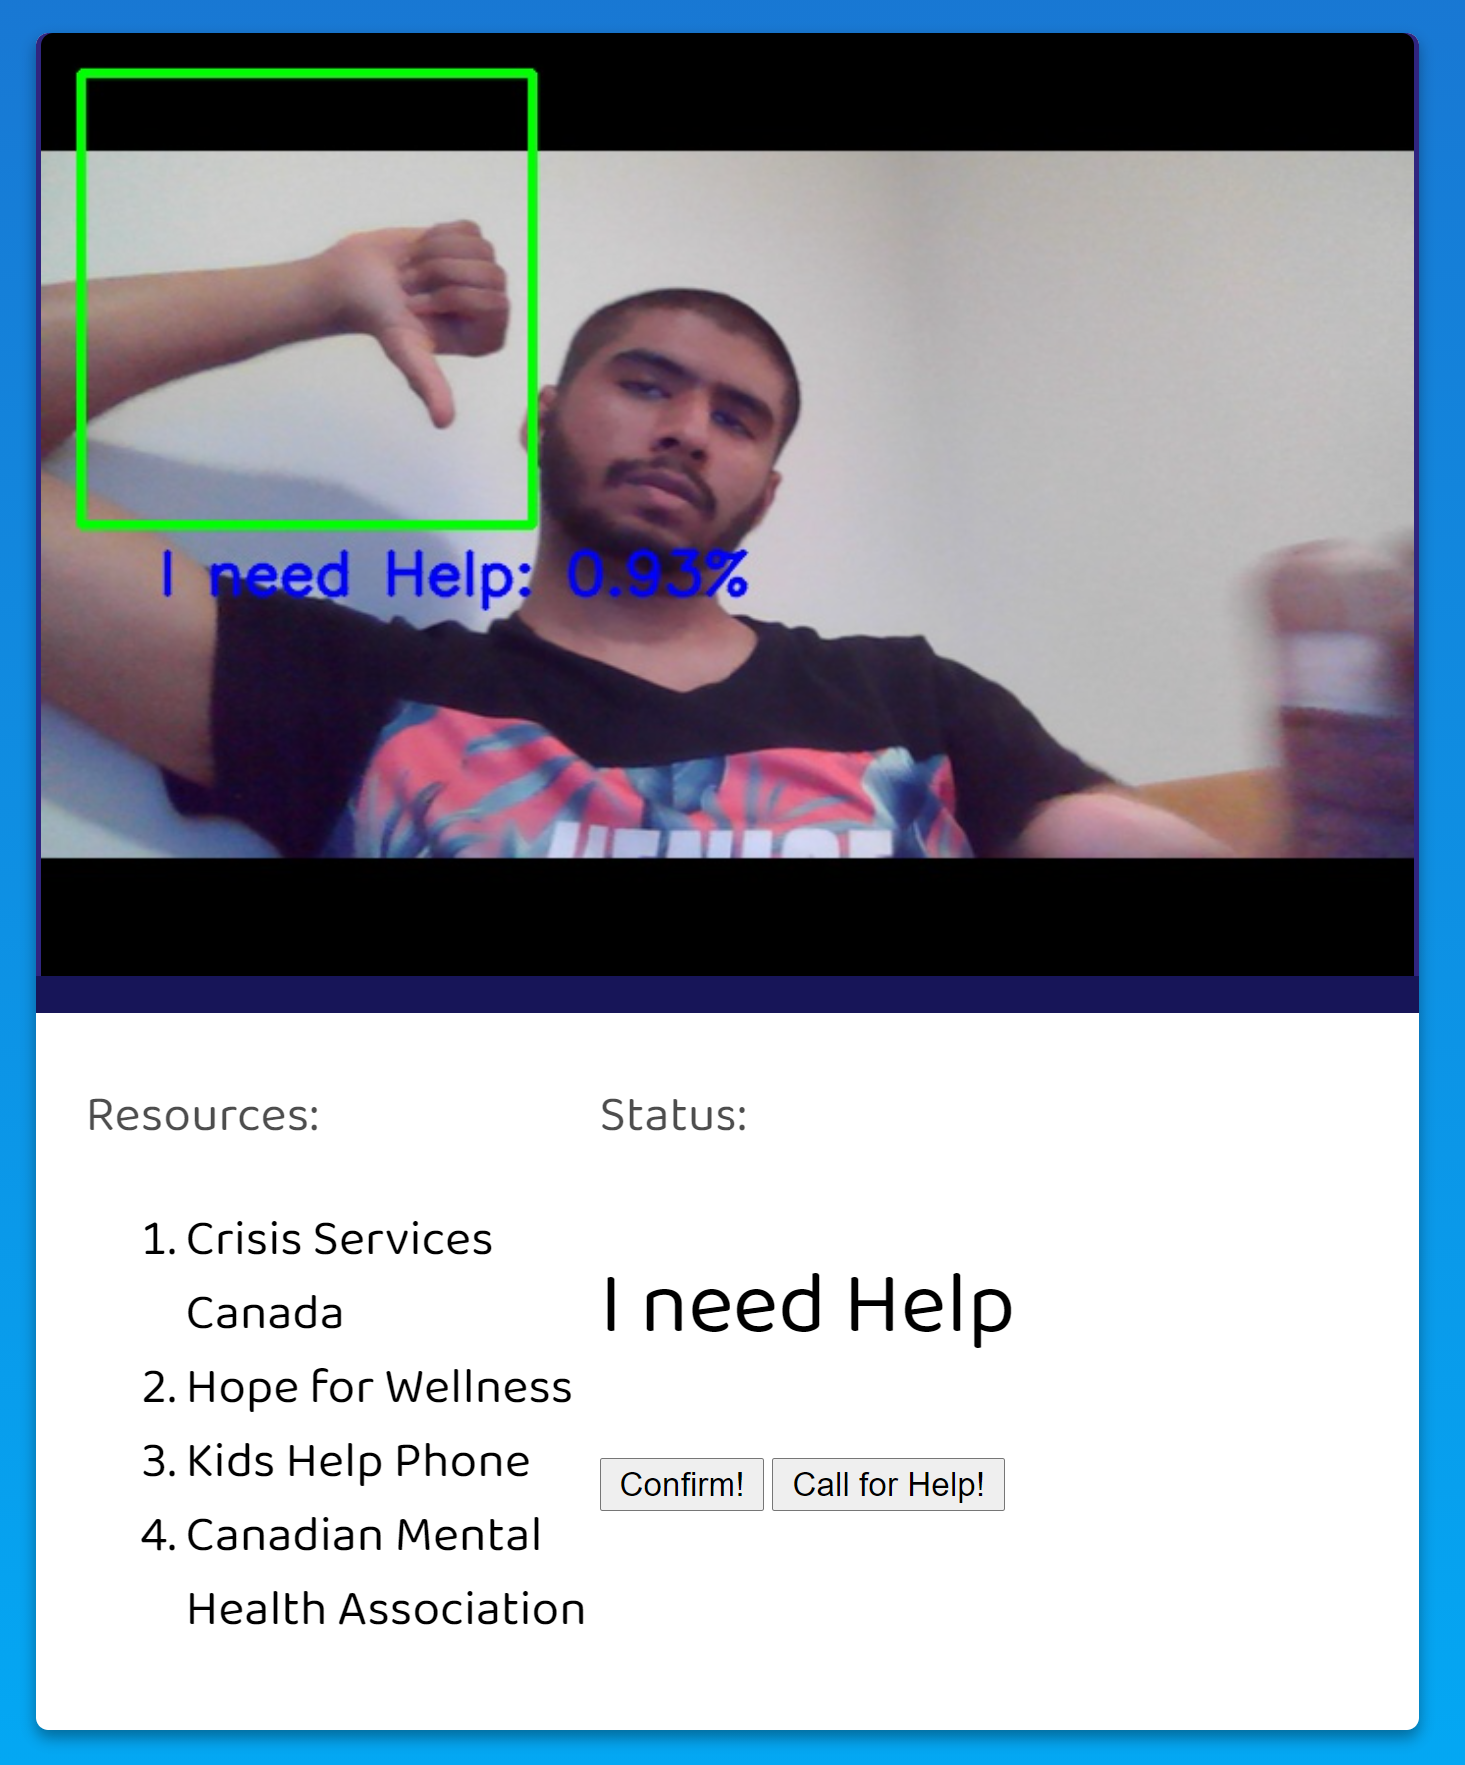 I need Help: 0.93%
Resources:
1. Crisis Services
Canada
2. Hope for Wellness
3. Kids Help Phone
4. Canadian Mental
Health Association
Status:
I need Help
Confirm! Call for Help!